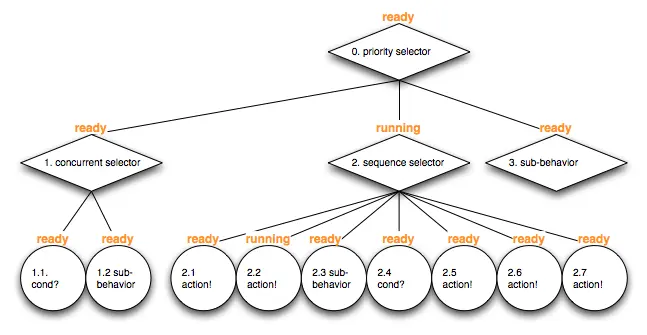 ready
0. priority selector
ready
running
ready
1. concurrent selector
2. sequence selector
3. sub-behavior
ready
ready
ready
running
ready
ready
ready
ready
ready
1.1.
cond?
1.2 sub-
behavior
2.1
action!
2.2
action!
2.3 sub-
behavior
2.4
cond?
2.5
action!
2.6
action!
2.7
action!